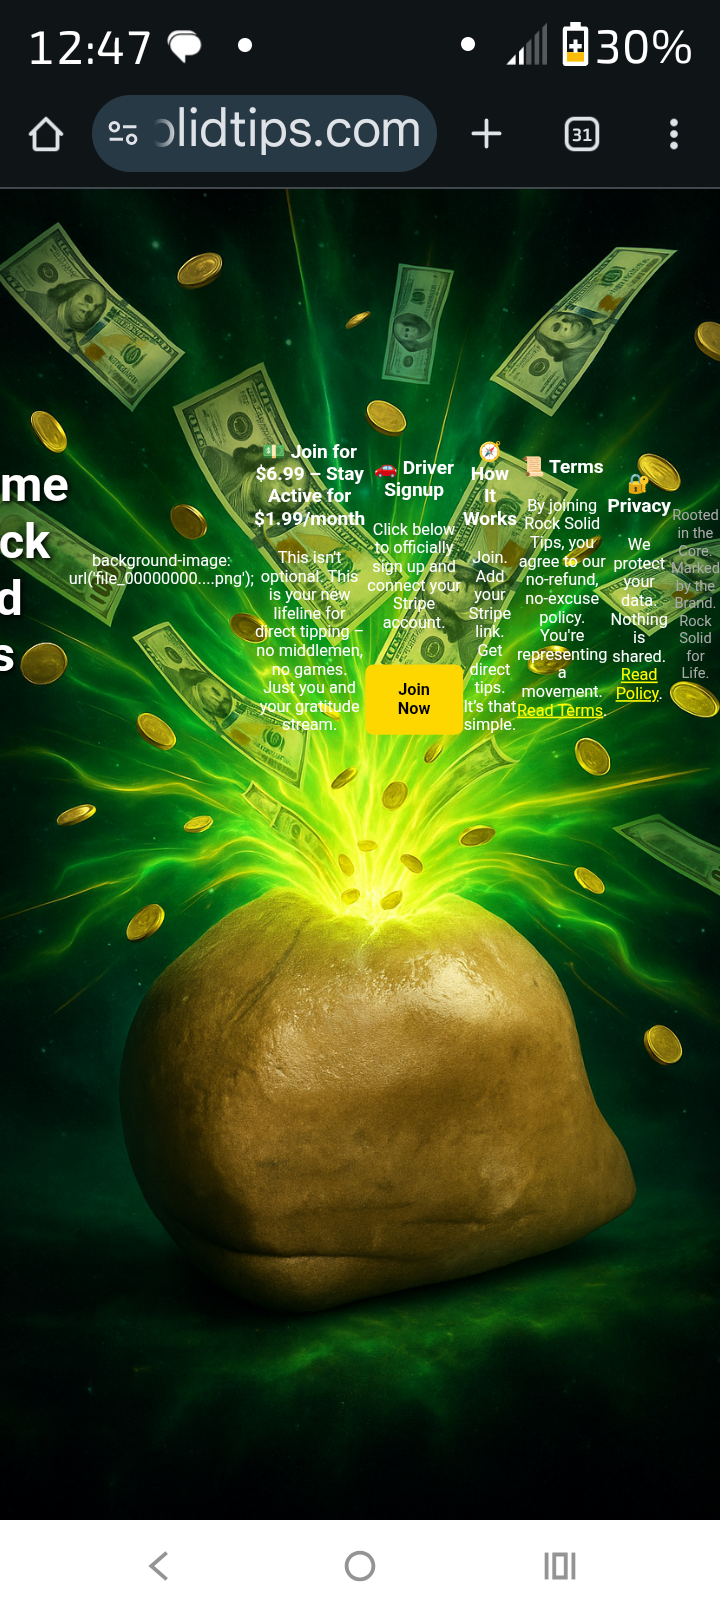 12:47
30%
olidtips.com
31
me
ck
d
s
background-image:
url('file_00000000....png');
💵 Join for
$6.99 – Stay
Active for
$1.99/month
This isn't
optional. This
is your new
lifeline for
direct tipping –
no middlemen,
no games.
Just you and
your gratitude
stream.
🚗 Driver
Signup
Click below
to officially
sign up and
connect your
Stripe
account.
Join
Now
🧭
How
It
Works
Join.
Add
your
Stripe
link.
Get
direct
tips.
It's that
simple.
📜 Terms
By joining
Rock Solid
Tips, you
agree to our
no-refund,
no-excuse
policy.
You're
representing
a
movement.
Read Terms.
🔐
Privacy
We
protect
your
data.
Nothing
is
shared.
Read
Policy.
Rooted
in the
Core.
Marked
by the
Brand.
Rock
Solid
for
Life.